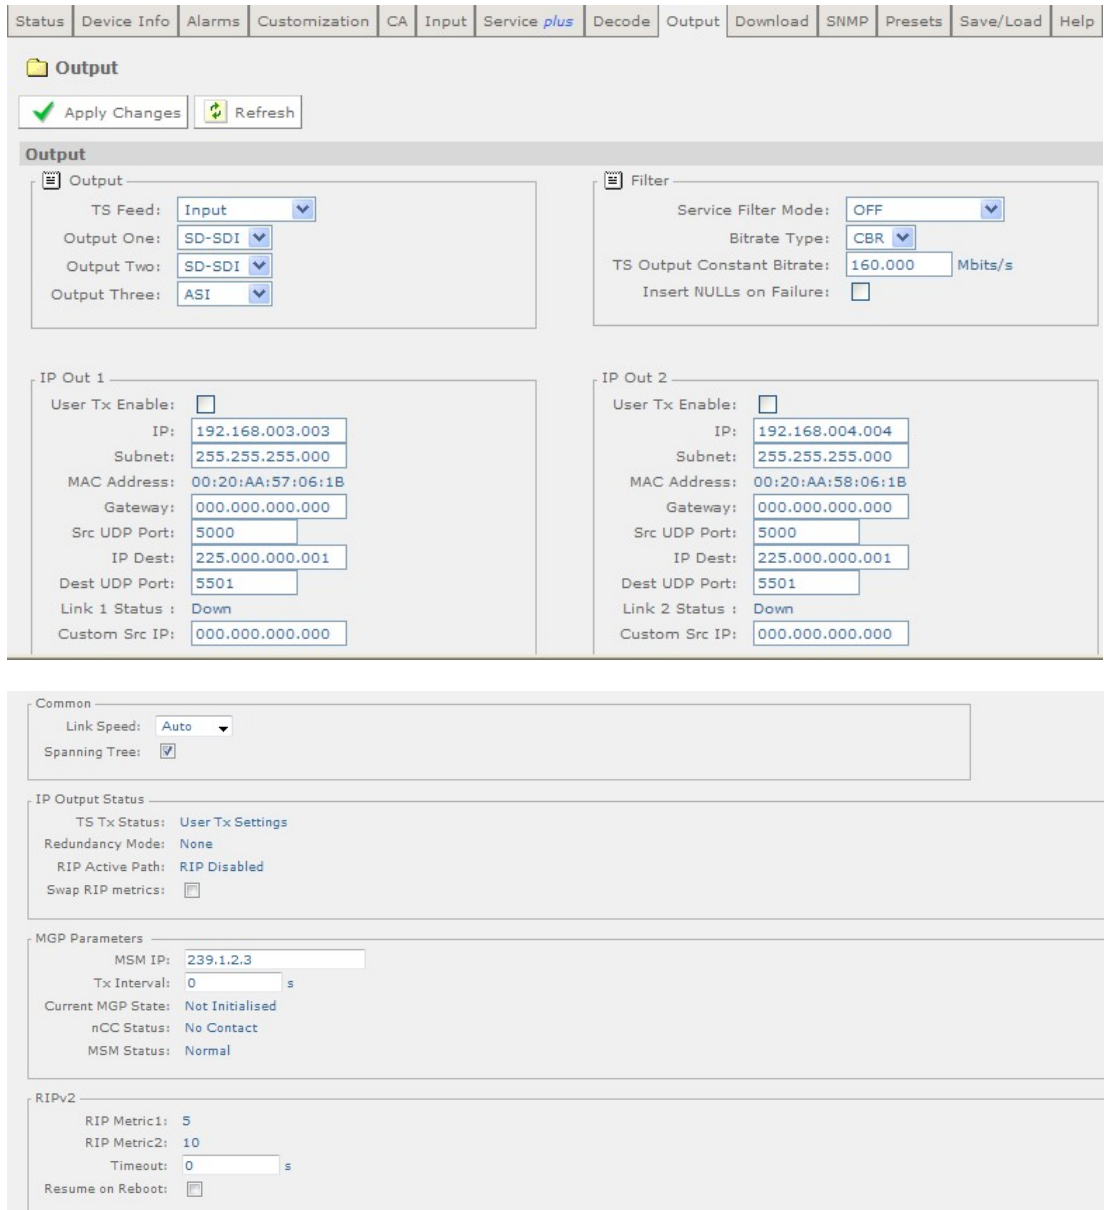 Status Device Info Alarms Customization CA Input Service plus Decode Output Download SNMP Presets Save/Load Help
Output
Apply Changes Refresh
Output
Output
TS Feed: Input
Output One: SD-SDI
Output Two: SD-SDI
Output Three: ASI
Filter
Service Filter Mode: OFF
Bitrate Type: CBR
TS Output Constant Bitrate: 160.000 Mbits/s
Insert NULLs on Failure:
IP Out 1
User Tx Enable:
IP: 192.168.003.003
Subnet: 255.255.255.000
MAC Address: 00:20:AA:57:06:1B
Gateway: 000.000.000.000
Src UDP Port: 5000
IP Dest: 225.000.000.001
Dest UDP Port: 5501
Link 1 Status : Down
Custom Src IP: 000.000.000.000
IP Out 2
User Tx Enable:
IP: 192.168.004.004
Subnet: 255.255.255.000
MAC Address: 00:20:AA:58:06:1B
Gateway: 000.000.000.000
Src UDP Port: 5000
IP Dest: 225.000.000.001
Dest UDP Port: 5501
Link 2 Status : Down
Custom Src IP: 000.000.000.000
Common
Link Speed: Auto
Spanning Tree:
IP Output Status
TS Tx Status: User Tx Settings
Redundancy Mode: None
RIP Active Path: RIP Disabled
Swap RIP metrics:
MGP Parameters
MSM IP: 239.1.2.3
Tx Interval: 0 s
Current MGP State: Not Initialised
nCC Status: No Contact
MSM Status: Normal
RIPv2
RIP Metric1: 5
RIP Metric2: 10
Timeout: 0 s
Resume on Reboot: